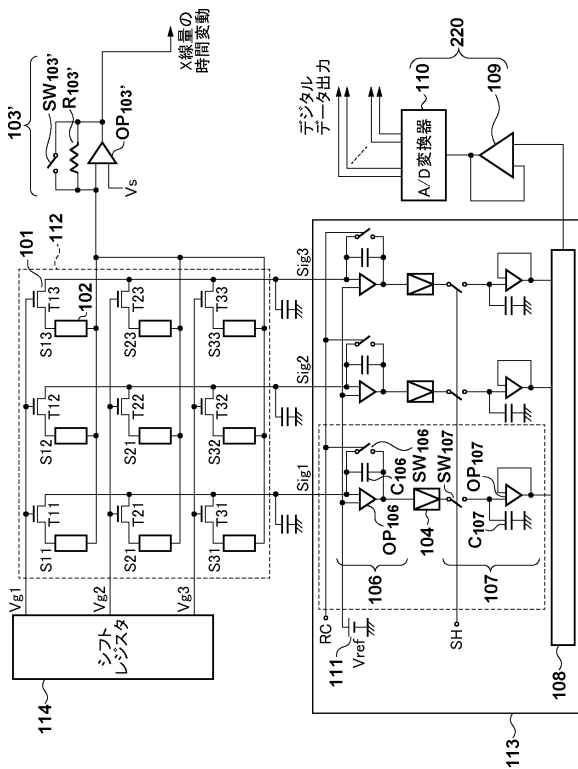 103'
SW103'
R103'
OP103'
Vs
X線量の
時間変動
112
101
102
T13
S13
T23
S23
T33
S33
T12
S12
T22
S21
T32
S32
T11
S11
T21
S21
T31
S31
Vg1
Vg2
Vg3
シフト
レジスタ
114
Sig3
Sig2
Sig1
デジタル
データ出力
220
110
109
A/D変換器
C106
SW106
SW107
OP106
104
OP107
C107
106
107
RC
111
Vref
SH
108
113